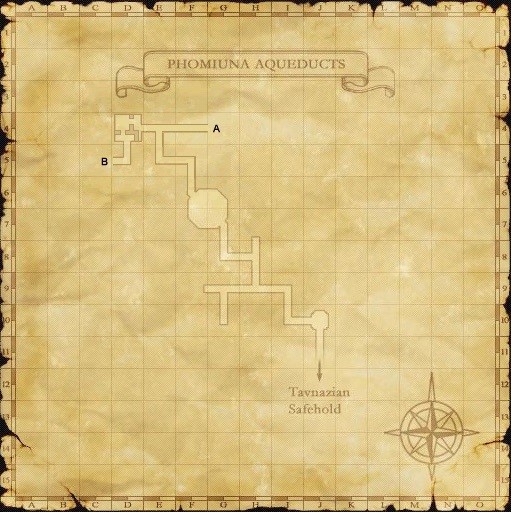 A B C D E F G H I J K L M N O
1
2
PHOMIUNA AQUEDUCTS
3
4
A
B
5
6
7
8
9
10
11
12
Tavnazian
Safehold
13
14
15
A B C D E F G H I J K L M N O